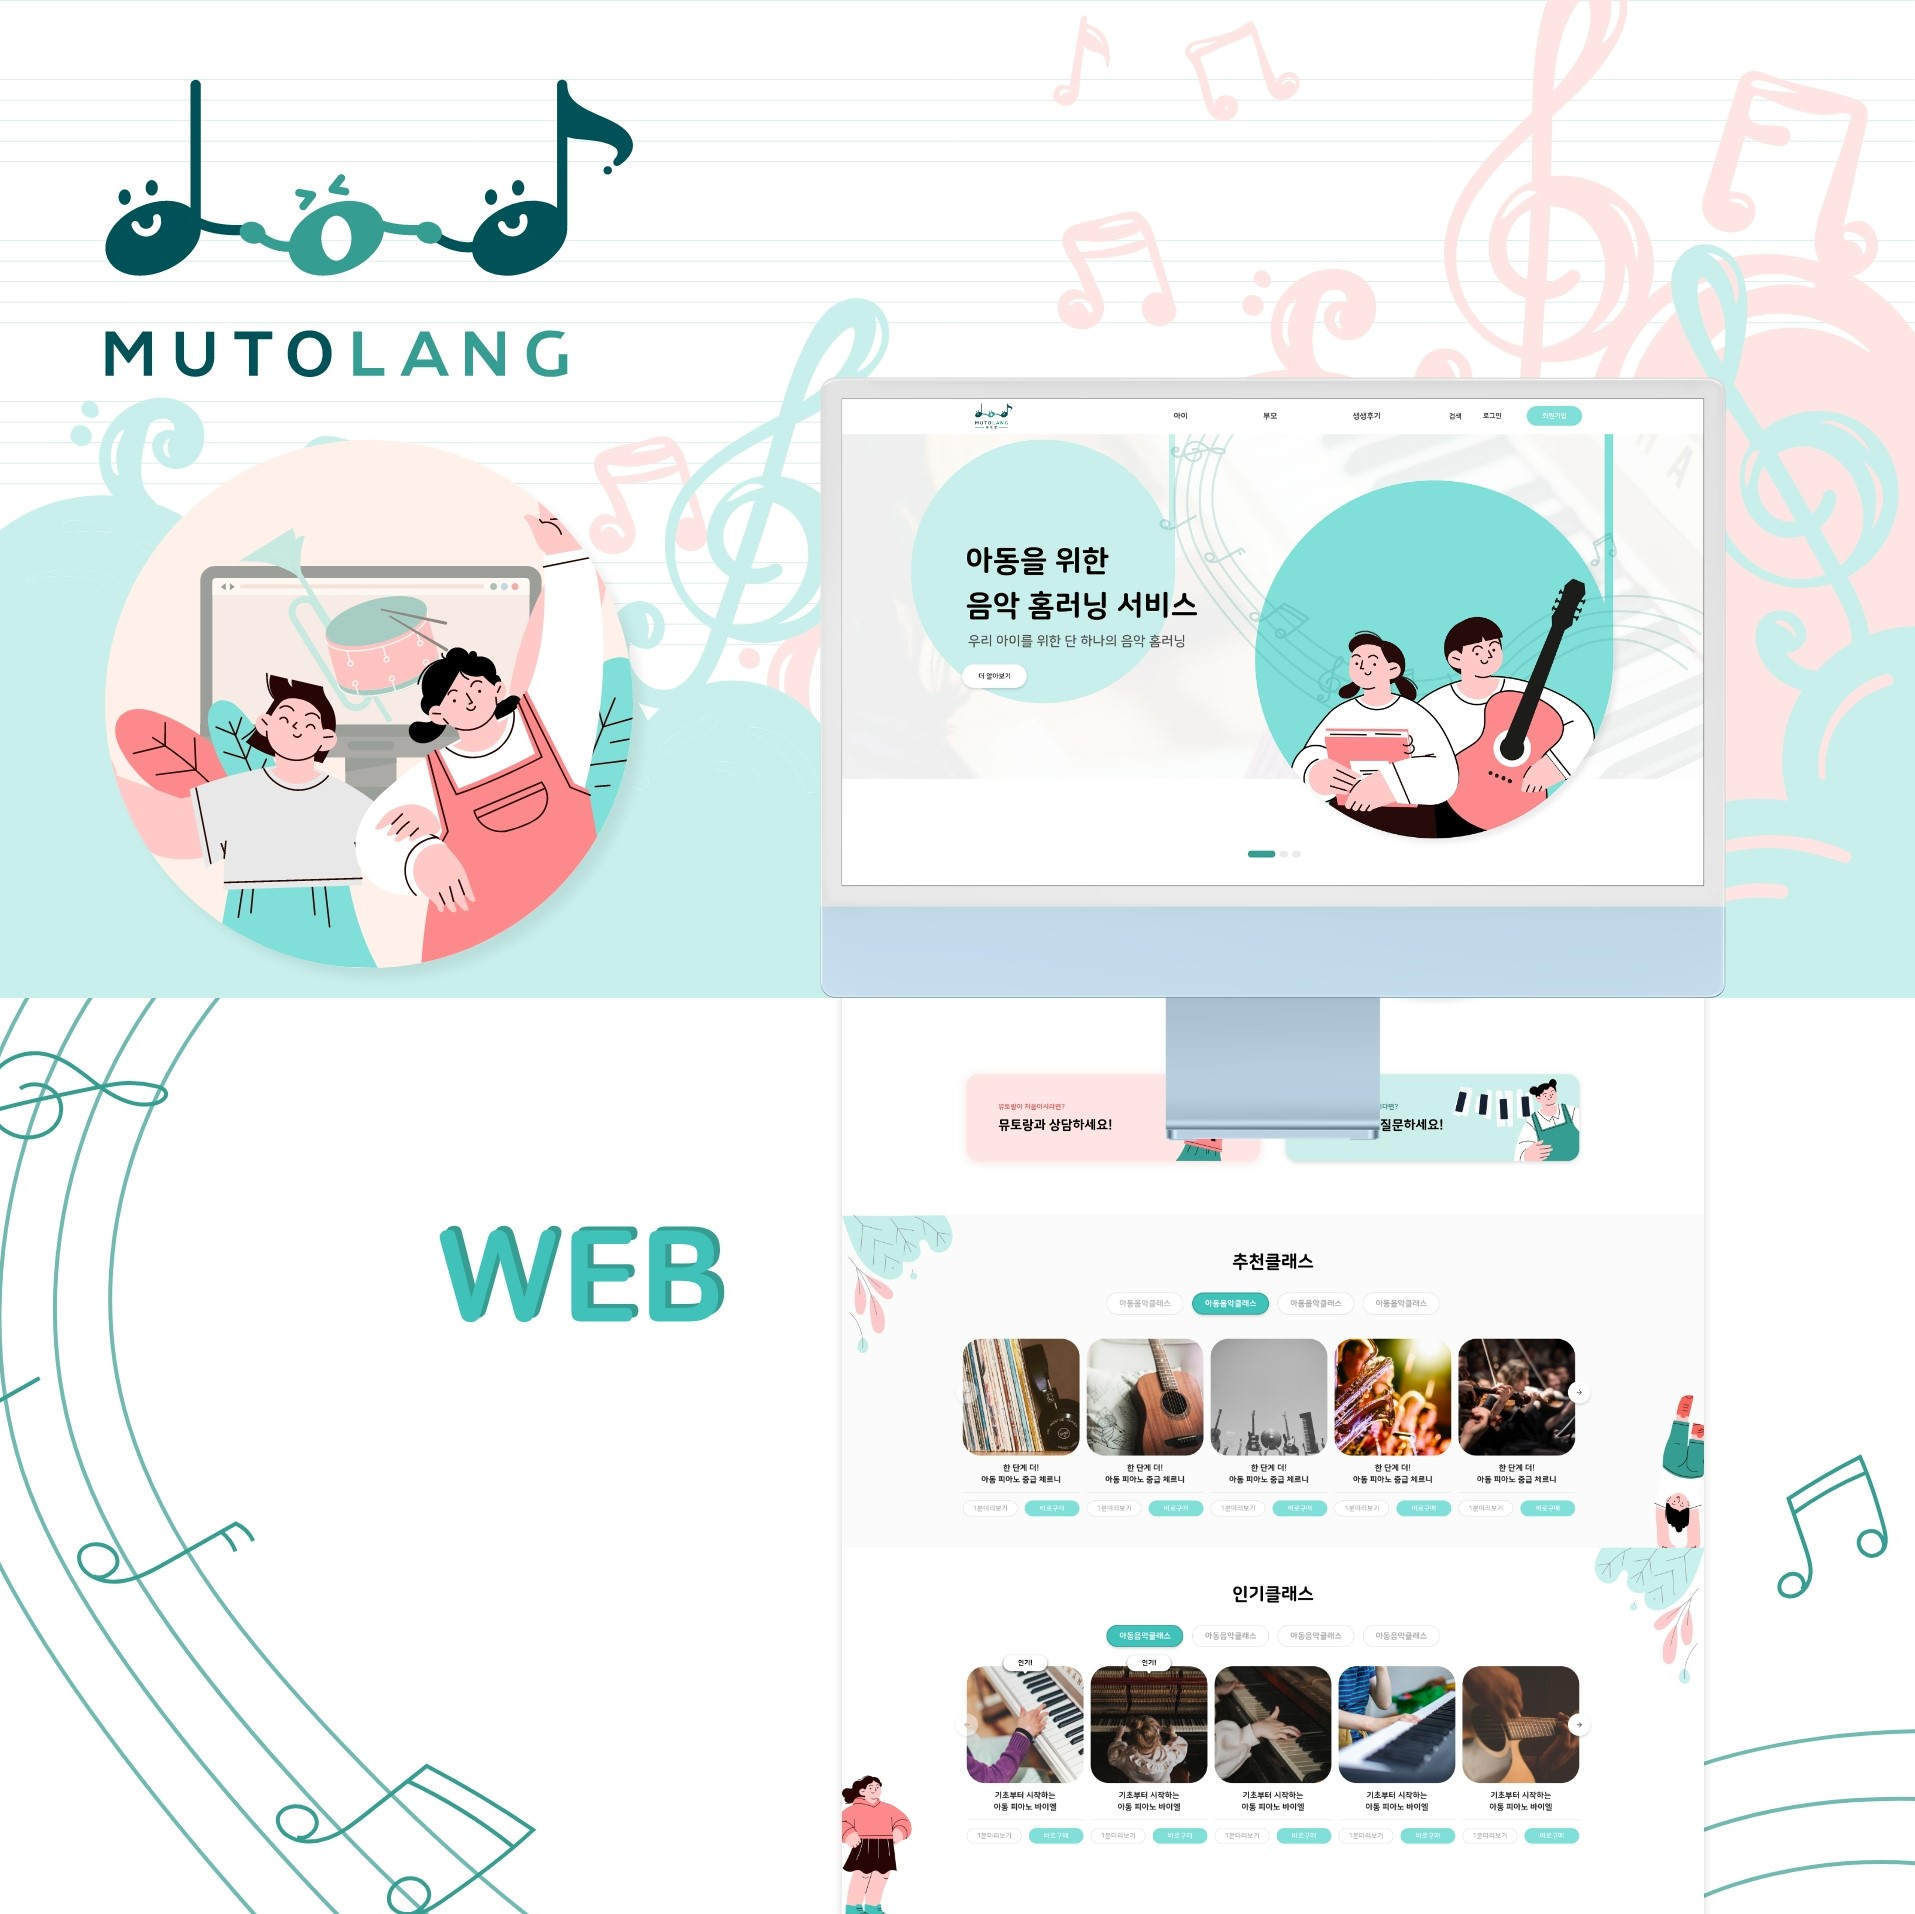 MUTOLANG
MUTOLANG
아이
부모
생생후기
검색
로그인
회원가입
아동을 위한
음악 홈러닝 서비스
우리 아이를 위한 단 하나의 음악 홈러닝
더 알아보기
뮤토랑이 처음이시라면?
뮤토랑과 상담하세요!
질문하세요!
WEB
추천클래스
아동음악클래스
아동음악클래스
아동음악클래스
아동음악클래스
한 단계 더!
아동 피아노 중급 체르니
한 단계 더!
아동 피아노 중급 체르니
한 단계 더!
아동 피아노 중급 체르니
한 단계 더!
아동 피아노 중급 체르니
한 단계 더!
아동 피아노 중급 체르니
1분미리보기
바로구매
1분미리보기
바로구매
1분미리보기
바로구매
1분미리보기
바로구매
1분미리보기
바로구매
인기클래스
아동음악클래스
아동음악클래스
아동음악클래스
아동음악클래스
인기!
인기!
기초부터 시작하는
아동 피아노 바이엘
기초부터 시작하는
아동 피아노 바이엘
기초부터 시작하는
아동 피아노 바이엘
기초부터 시작하는
아동 피아노 바이엘
기초부터 시작하는
아동 피아노 바이엘
1분미리보기
바로구매
1분미리보기
바로구매
1분미리보기
바로구매
1분미리보기
바로구매
1분미리보기
바로구매